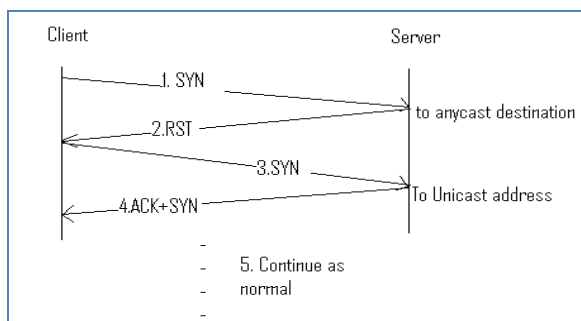 Client
Server
1. SYN
to anycast destination
2.RST
3.SYN
To Unicast address
4.ACK+SYN
5. Continue as
normal